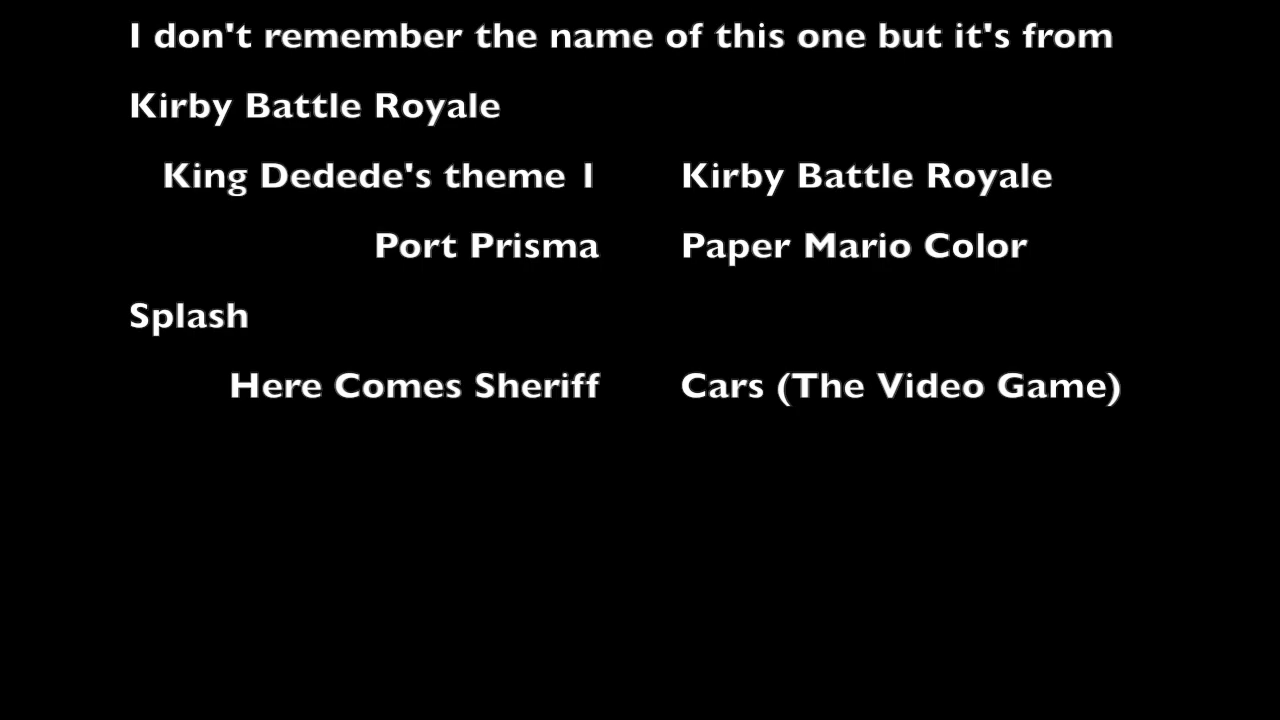 I don't remember the name of this one but it's from
Kirby Battle Royale
King Dedede's theme 1 Kirby Battle Royale
Port Prisma Paper Mario Color
Splash
Here Comes Sheriff Cars (The Video Game)